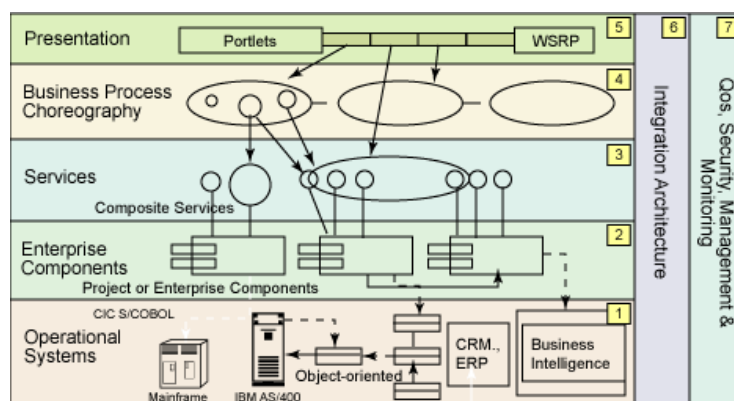 Presentation
Portlets
WSRP
5
Business Process
Choreography
4
Services
Composite Services
3
Enterprise
Components
Project or Enterprise Components
2
Operational
Systems
CIC S/COBOL
Mainframe
IBM AS/400
Object-oriented
CRM.,
ERP
Business
Intelligence
1
6
Integration Architecture
7
Qos, Security, Management &
Monitoring